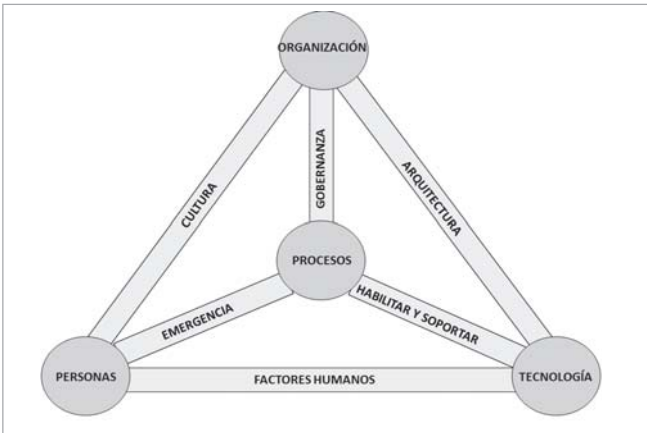 ORGANIZACIÓN
GOBERNANZA
CULTURA
ARQUITECTURA
PROCESOS
EMERGENCIA
HABILITAR Y SOPORTAR
PERSONAS
FACTORES HUMANOS
TECNOLOGÍA